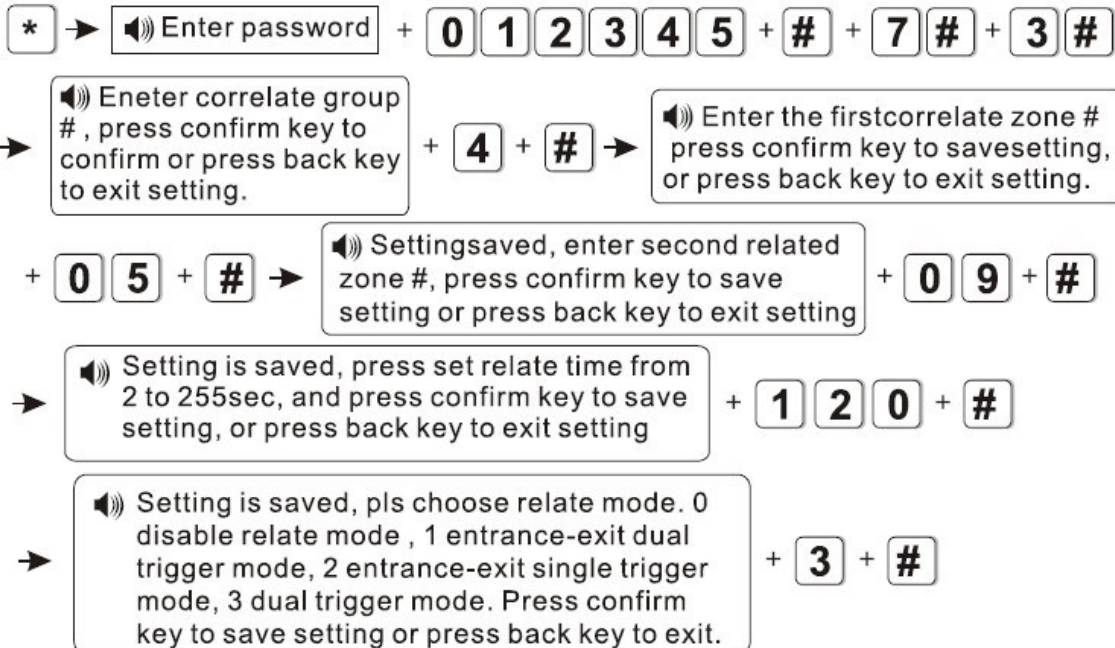 * Enter password + 0 1 2 3 4 5 + # + 7 # + 3 #
Eneter correlate group
# , press confirm key to
confirm or press back key
to exit setting.
+ 4 + #
Enter the firstcorrelate zone #
press confirm key to savesetting,
or press back key to exit setting.
+ 0 5 + #
Settingsaved, enter second related
zone #, press confirm key to save
setting or press back key to exit setting
+ 0 9 + #
Setting is saved, press set relate time from
2 to 255sec, and press confirm key to save
setting, or press back key to exit setting
+ 1 2 0 + #
Setting is saved, pls choose relate mode. 0
disable relate mode , 1 entrance-exit dual
trigger mode, 2 entrance-exit single trigger
mode, 3 dual trigger mode. Press confirm
key to save setting or press back key to exit.
+ 3 + #